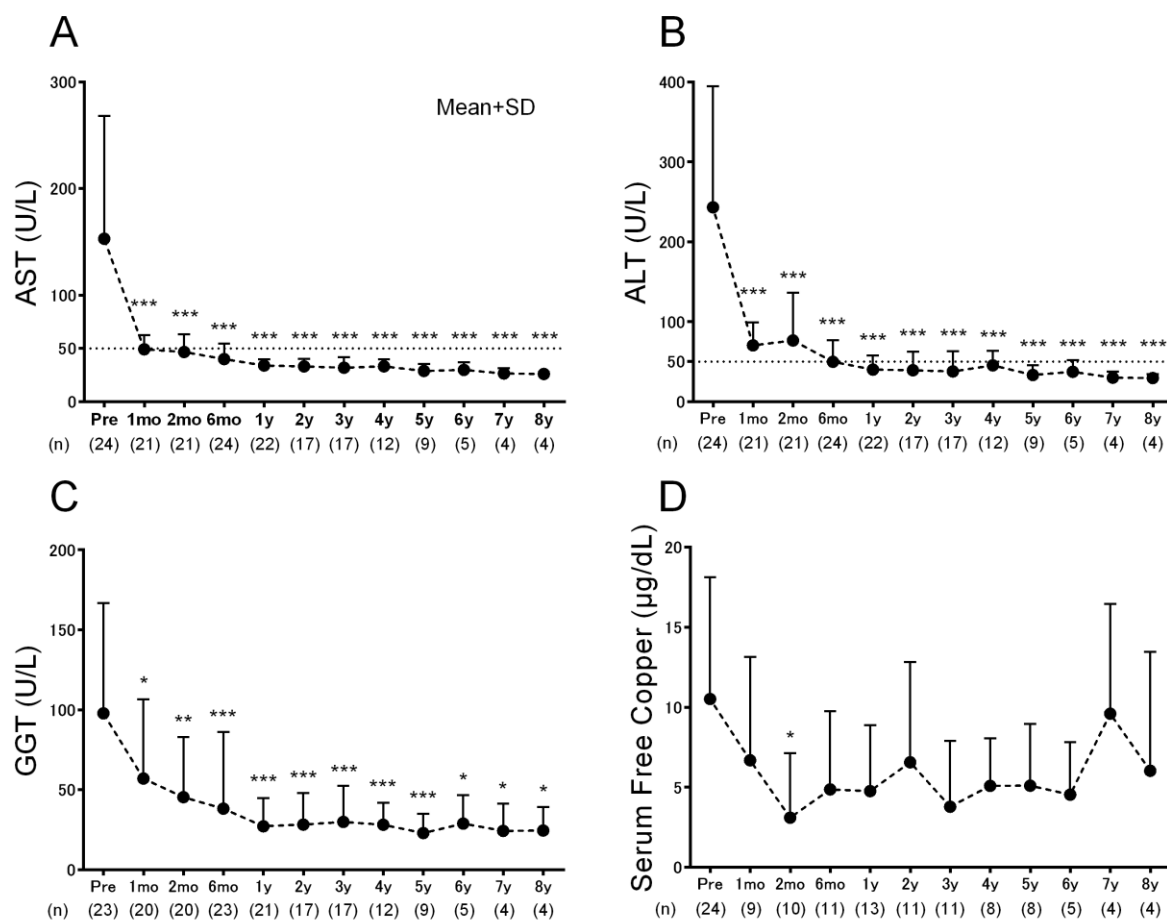 A
Mean+SD
AST (U/L)
300
200
100
50
0
*** *** *** *** *** *** *** *** *** *** ***
Pre 1mo 2mo 6mo 1y 2y 3y 4y 5y 6y 7y 8y
(n) (24) (21) (21) (24) (22) (17) (17) (12) (9) (5) (4) (4)
B
ALT (U/L)
400
300
200
100
50
0
*** *** *** *** *** *** *** *** *** *** ***
Pre 1mo 2mo 6mo 1y 2y 3y 4y 5y 6y 7y 8y
(n) (24) (21) (21) (24) (22) (17) (17) (12) (9) (5) (4) (4)
C
GGT (U/L)
200
150
100
50
0
* ** *** *** *** *** *** *** * * *
Pre 1mo 2mo 6mo 1y 2y 3y 4y 5y 6y 7y 8y
(n) (23) (20) (20) (23) (21) (17) (17) (12) (9) (5) (4) (4)
D
Serum Free Copper (µg/dL)
20
15
10
5
0
*
Pre 1mo 2mo 6mo 1y 2y 3y 4y 5y 6y 7y 8y
(n) (24) (9) (10) (11) (13) (11) (11) (8) (8) (5) (4) (4)